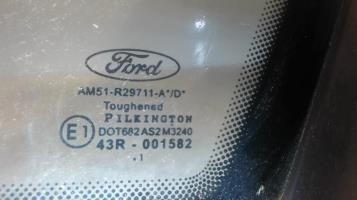 Ford
AM51-R29711-A*/D*
Toughened
PILKINGTON
E1 DOT682 AS2 M3240
43R - 001582
.1